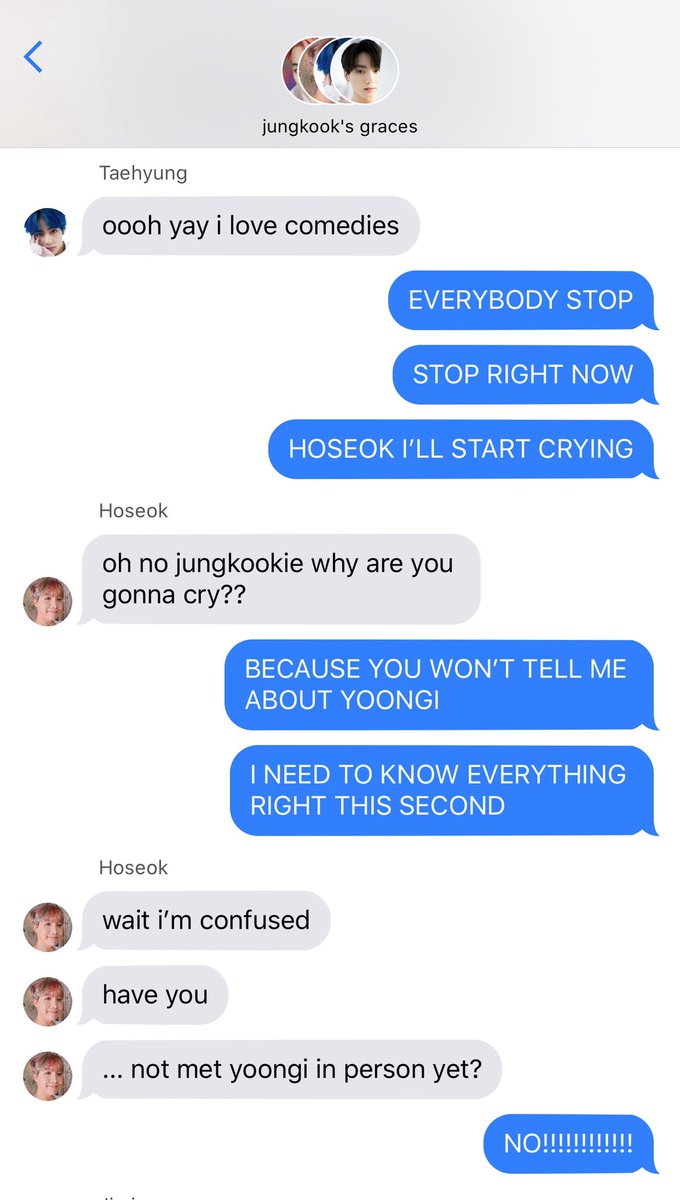 jungkook's graces
Taehyung
oooh yay i love comedies
EVERYBODY STOP
STOP RIGHT NOW
HOSEOK I’LL START CRYING
Hoseok
oh no jungkookie why are you
gonna cry??
BECAUSE YOU WON’T TELL ME
ABOUT YOONGI
I NEED TO KNOW EVERYTHING
RIGHT THIS SECOND
Hoseok
wait i’m confused
have you
... not met yoongi in person yet?
NO!!!!!!!!!!!!!